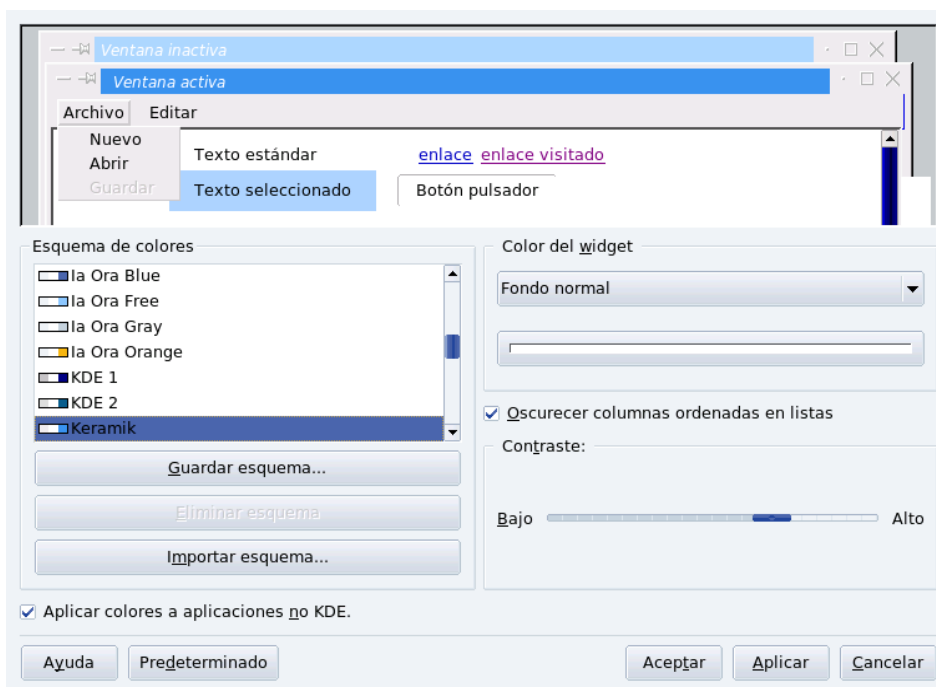 Ventana inactiva
Ventana activa
Archivo Editar
Nuevo
Abrir
Guardar
Texto estándar enlace enlace visitado
Texto seleccionado Botón pulsador
Esquema de colores
Ia Ora Blue
Ia Ora Free
Ia Ora Gray
Ia Ora Orange
KDE 1
KDE 2
Keramik
Guardar esquema...
Eliminar esquema
Importar esquema...
Color del widget
Fondo normal
Oscurecer columnas ordenadas en listas
Contraste:
Bajo Alto
Aplicar colores a aplicaciones no KDE.
Ayuda Predeterminado Aceptar Aplicar Cancelar